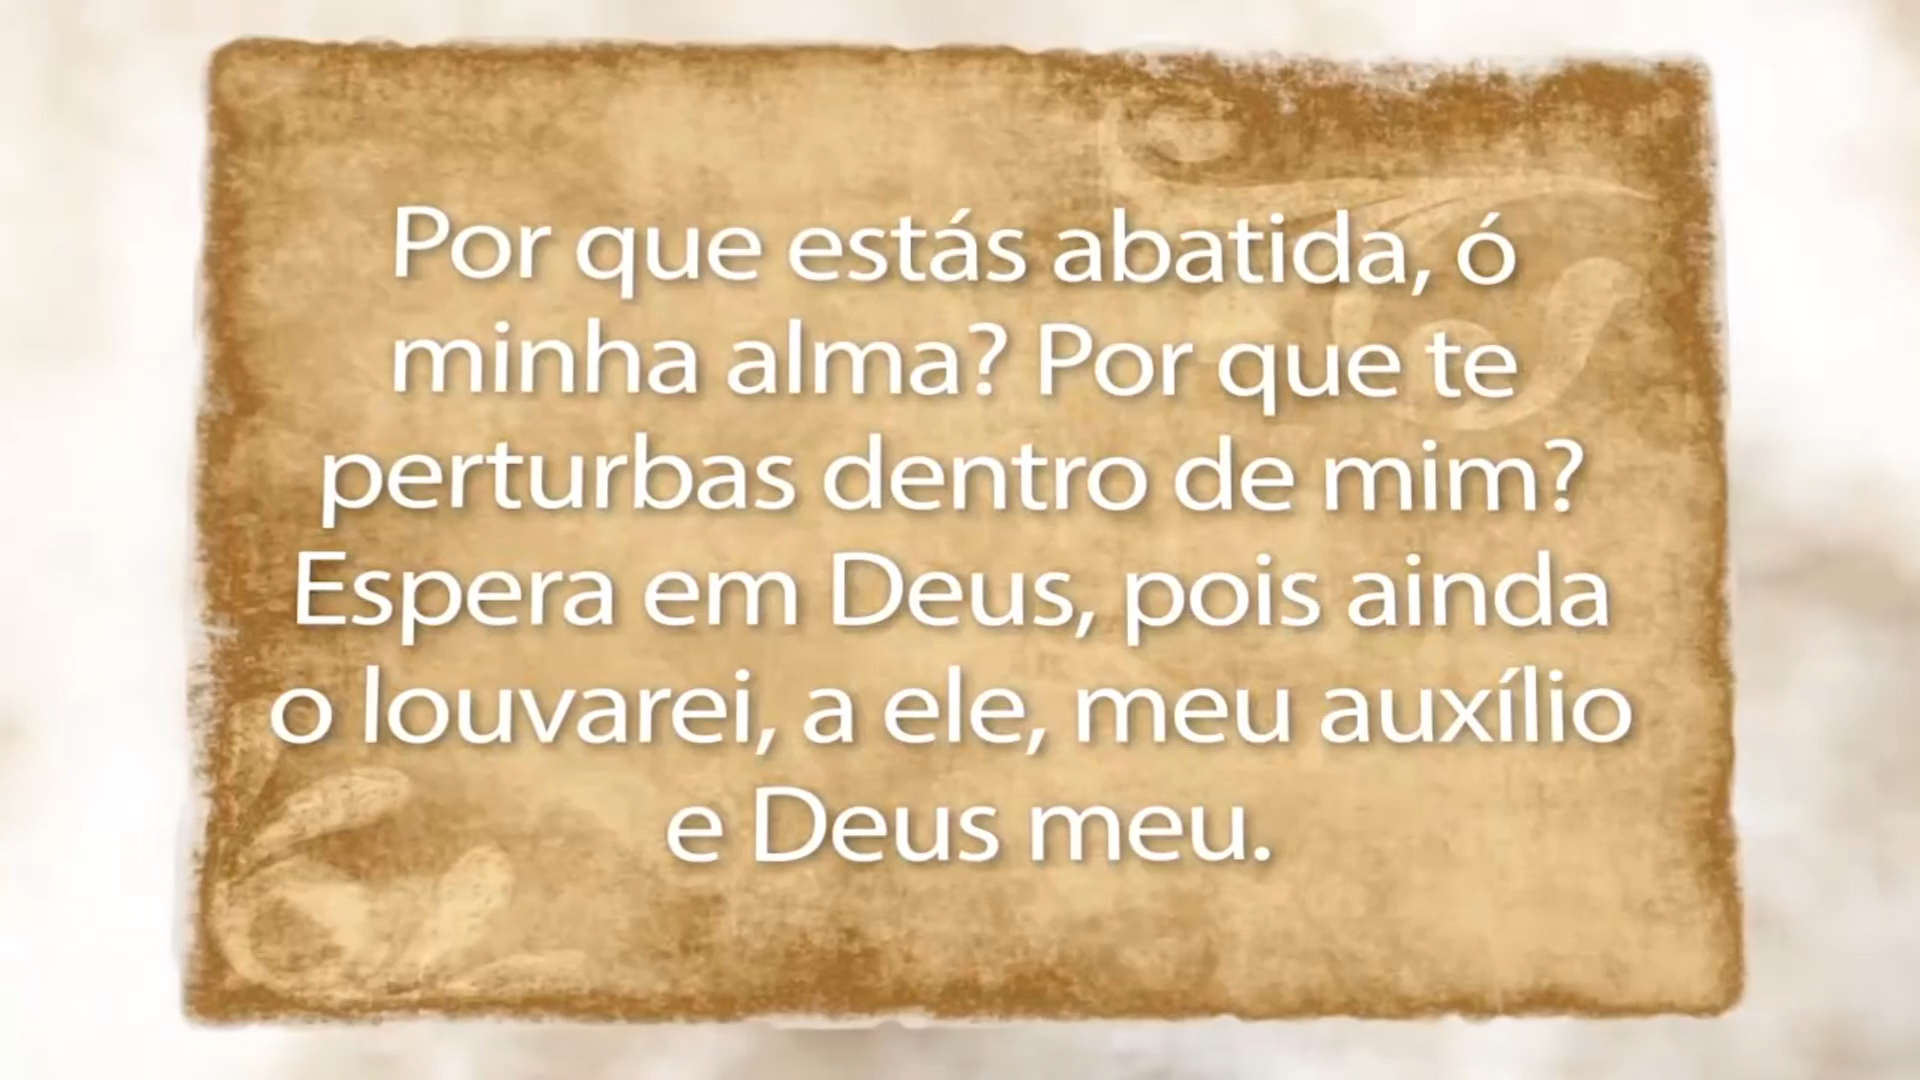 Por que estás abatida, ó
minha alma? Por que te
perturbas dentro de mim?
Espera em Deus, pois ainda
o louvarei, a ele, meu auxílio
e Deus meu.